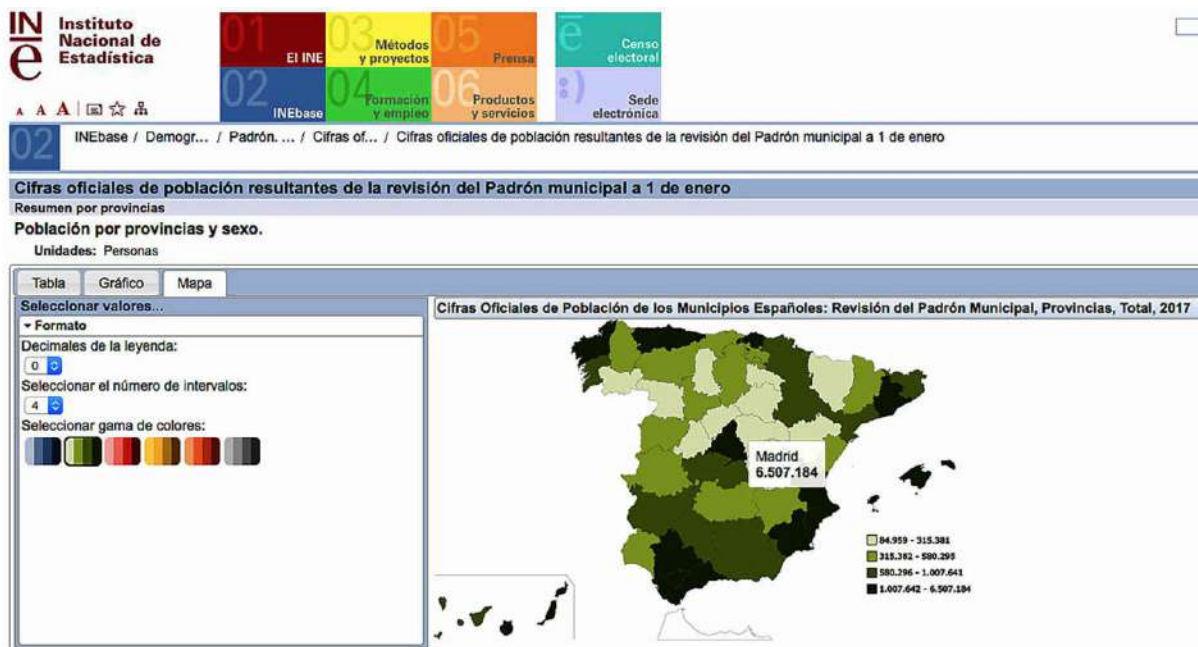 INe
Instituto
Nacional de
Estadística
01 El INE
03 Métodos
y proyectos
05 Prensa
e Censo
electoral
02 INEbase
04 Formación
y empleo
06 Productos
y servicios
:) Sede
electrónica
A A A
02
INEbase / Demogr... / Padrón. ... / Cifras of... / Cifras oficiales de población resultantes de la revisión del Padrón municipal a 1 de enero
Cifras oficiales de población resultantes de la revisión del Padrón municipal a 1 de enero
Resumen por provincias
Población por provincias y sexo.
Unidades: Personas
Tabla Gráfico Mapa
Seleccionar valores...
Formato
Decimales de la leyenda:
0
Seleccionar el número de intervalos:
4
Seleccionar gama de colores:
Cifras Oficiales de Población de los Municipios Españoles: Revisión del Padrón Municipal, Provincias, Total, 2017
Madrid
6.507.184
84.959 - 315.381
315.382 - 580.295
580.296 - 1.007.641
1.007.642 - 6.507.184